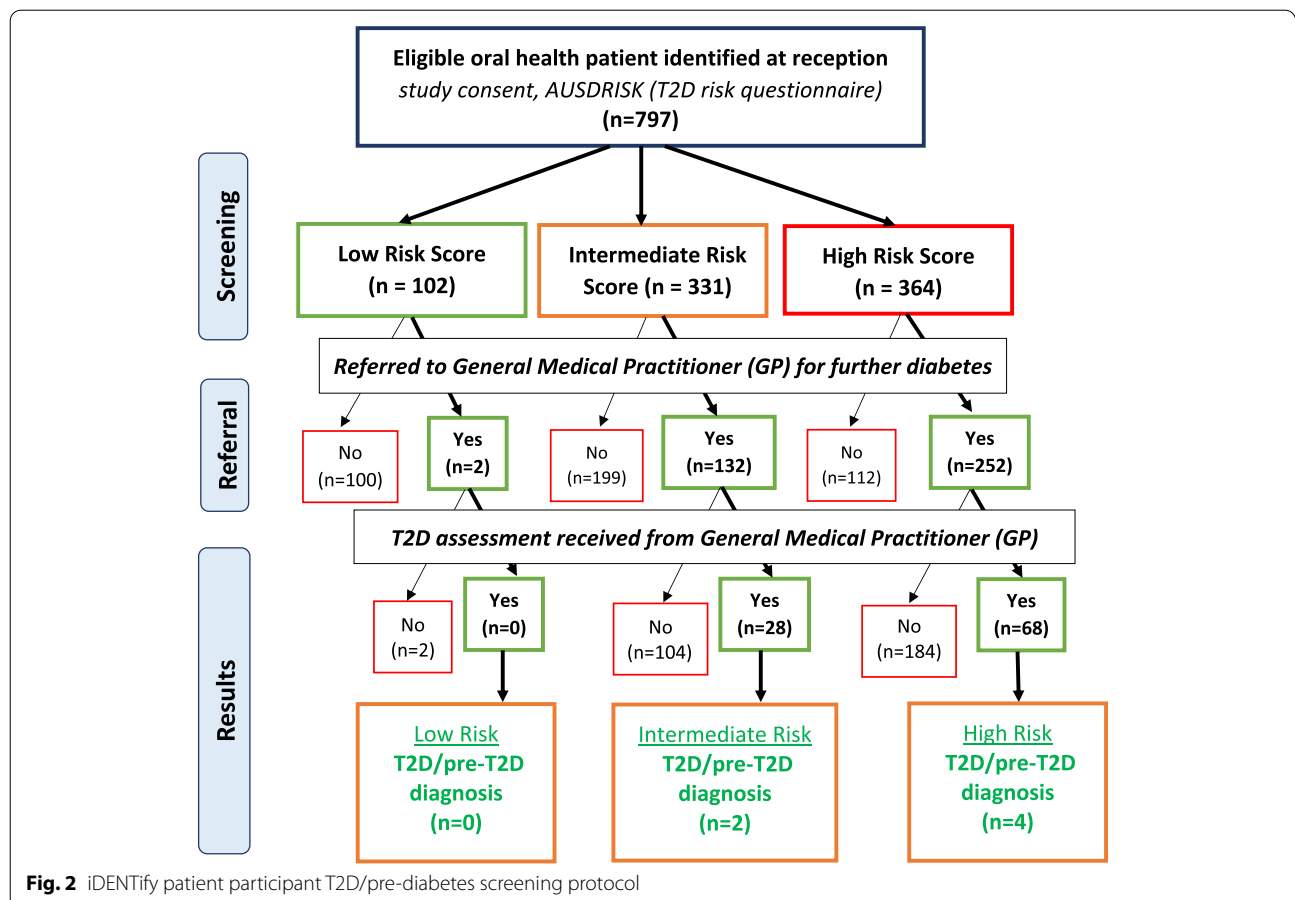 Eligible oral health patient identified at reception
study consent, AUSDRISK (T2D risk questionnaire)
(n=797)
Screening
Low Risk Score
(n = 102)
Intermediate Risk
Score (n = 331)
High Risk Score
(n = 364)
Referred to General Medical Practitioner (GP) for further diabetes
Referral
No
(n=100)
Yes
(n=2)
No
(n=199)
Yes
(n=132)
No
(n=112)
Yes
(n=252)
T2D assessment received from General Medical Practitioner (GP)
Results
No
(n=2)
Yes
(n=0)
No
(n=104)
Yes
(n=28)
No
(n=184)
Yes
(n=68)
Low Risk
T2D/pre-T2D
diagnosis
(n=0)
Intermediate Risk
T2D/pre-T2D
diagnosis
(n=2)
High Risk
T2D/pre-T2D
diagnosis
(n=4)
Fig. 2 iDENTify patient participant T2D/pre-diabetes screening protocol